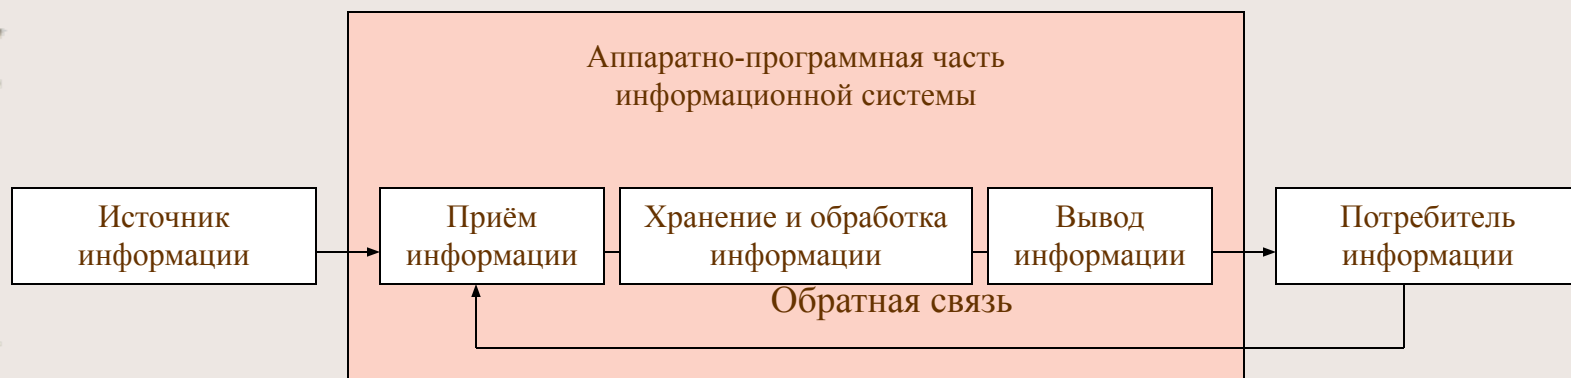 Аппаратно-программная часть
информационной системы
Источник
информации
Приём
информации
Хранение и обработка
информации
Вывод
информации
Потребитель
информации
Обратная связь